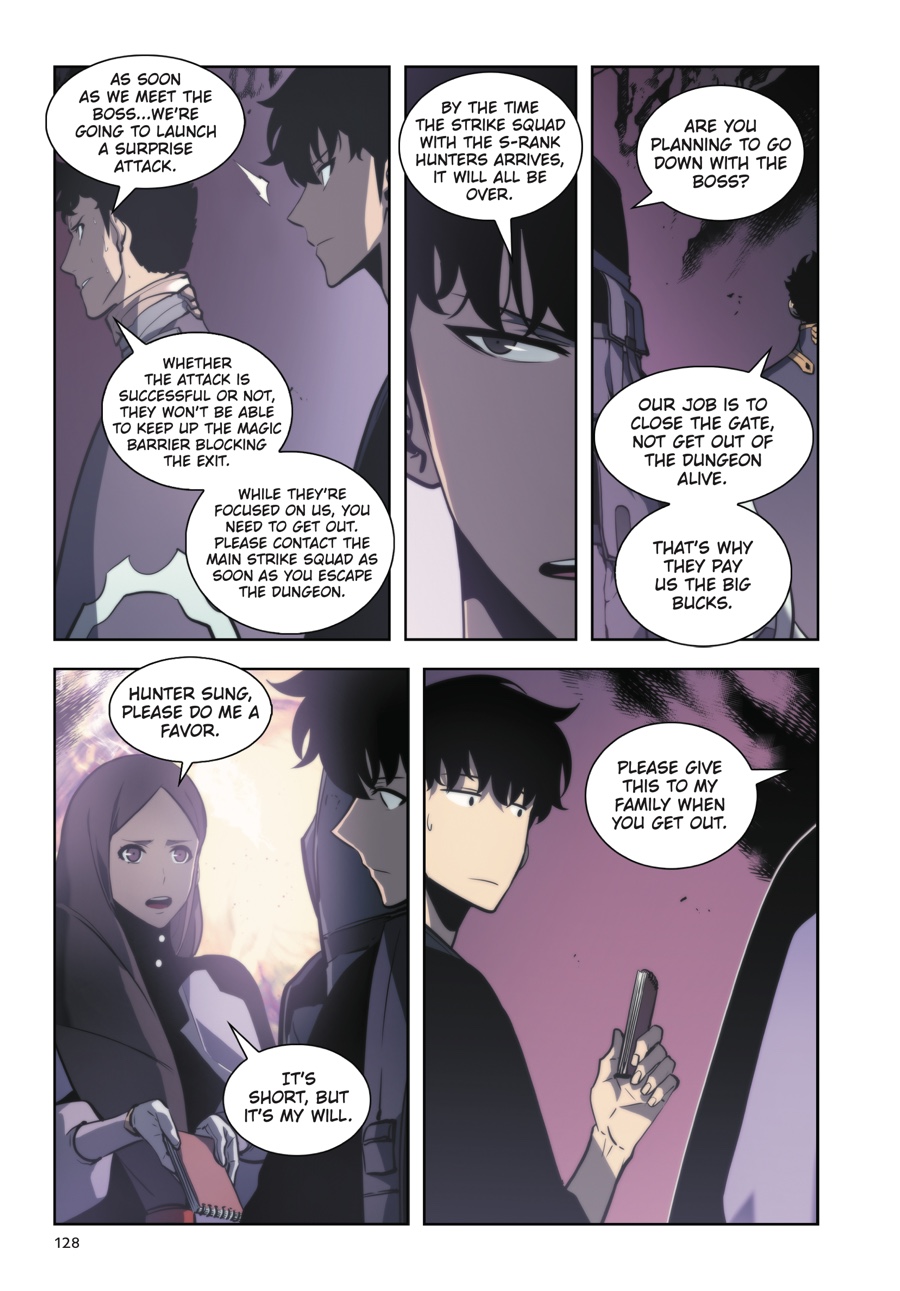 AS SOON
AS WE MEET THE
BOSS...WE'RE
GOING TO LAUNCH
A SURPRISE
ATTACK.
WHETHER
THE ATTACK IS
SUCCESSFUL OR NOT,
THEY WON'T BE ABLE
TO KEEP UP THE MAGIC
BARRIER BLOCKING
THE EXIT.
WHILE THEY'RE
FOCUSED ON US, YOU
NEED TO GET OUT.
PLEASE CONTACT THE
MAIN STRIKE SQUAD AS
SOON AS YOU ESCAPE
THE DUNGEON.
BY THE TIME
THE STRIKE SQUAD
WITH THE S-RANK
HUNTERS ARRIVES,
IT WILL ALL BE
OVER.
ARE YOU
PLANNING TO GO
DOWN WITH THE
BOSS?
OUR JOB IS TO
CLOSE THE GATE,
NOT GET OUT OF
THE DUNGEON
ALIVE.
THAT'S WHY
THEY PAY
US THE BIG
BUCKS.
HUNTER SUNG,
PLEASE DO ME A
FAVOR.
IT'S
SHORT, BUT
IT'S MY WILL.
PLEASE GIVE
THIS TO MY
FAMILY WHEN
YOU GET OUT.
128